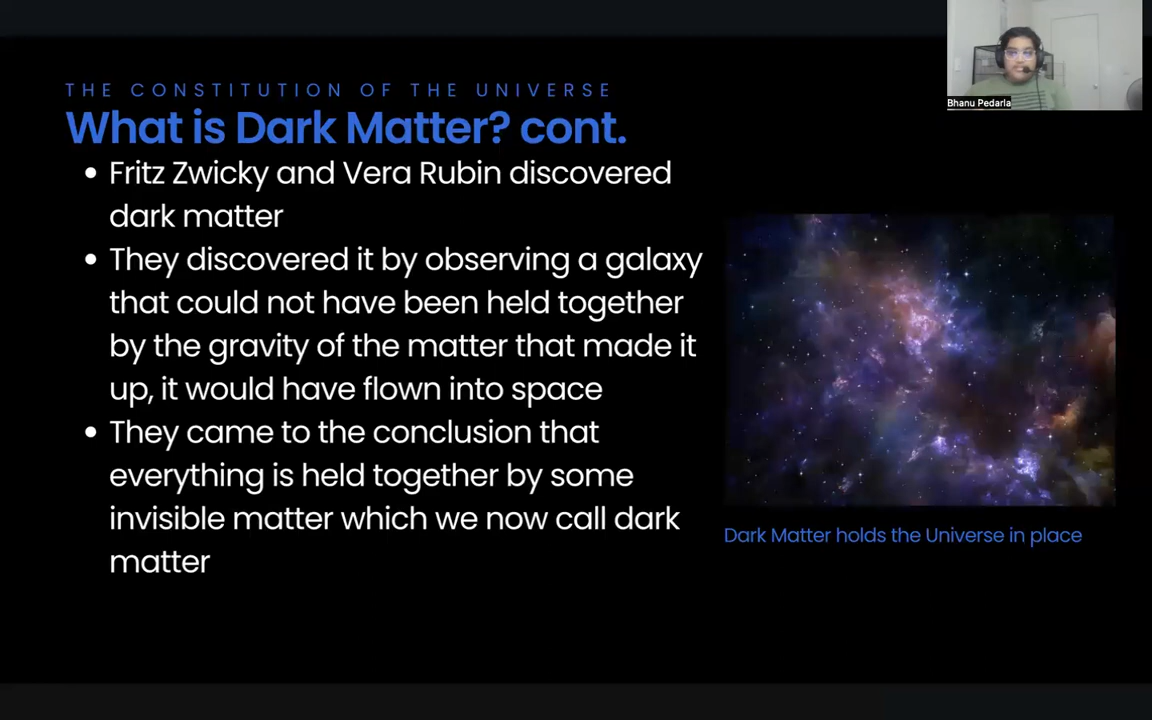 THE CONSTITUTION OF THE UNIVERSE
What is Dark Matter? cont.
Bhanu Pedarla
• Fritz Zwicky and Vera Rubin discovered
dark matter
• They discovered it by observing a galaxy
that could not have been held together
by the gravity of the matter that made it
up, it would have flown into space
• They came to the conclusion that
everything is held together by some
invisible matter which we now call dark
matter
Dark Matter holds the Universe in place